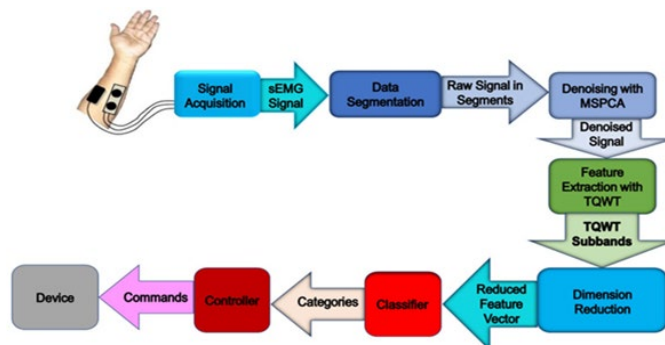 Signal
Acquisition
sEMG
Signal
Data
Segmentation
Raw Signal in
Segments
Denoising with
MSPCA
Denoised
Signal
Feature
Extraction with
TQWT
TQWT
Subbands
Dimension
Reduction
Reduced
Feature
Vector
Classifier
Categories
Controller
Commands
Device